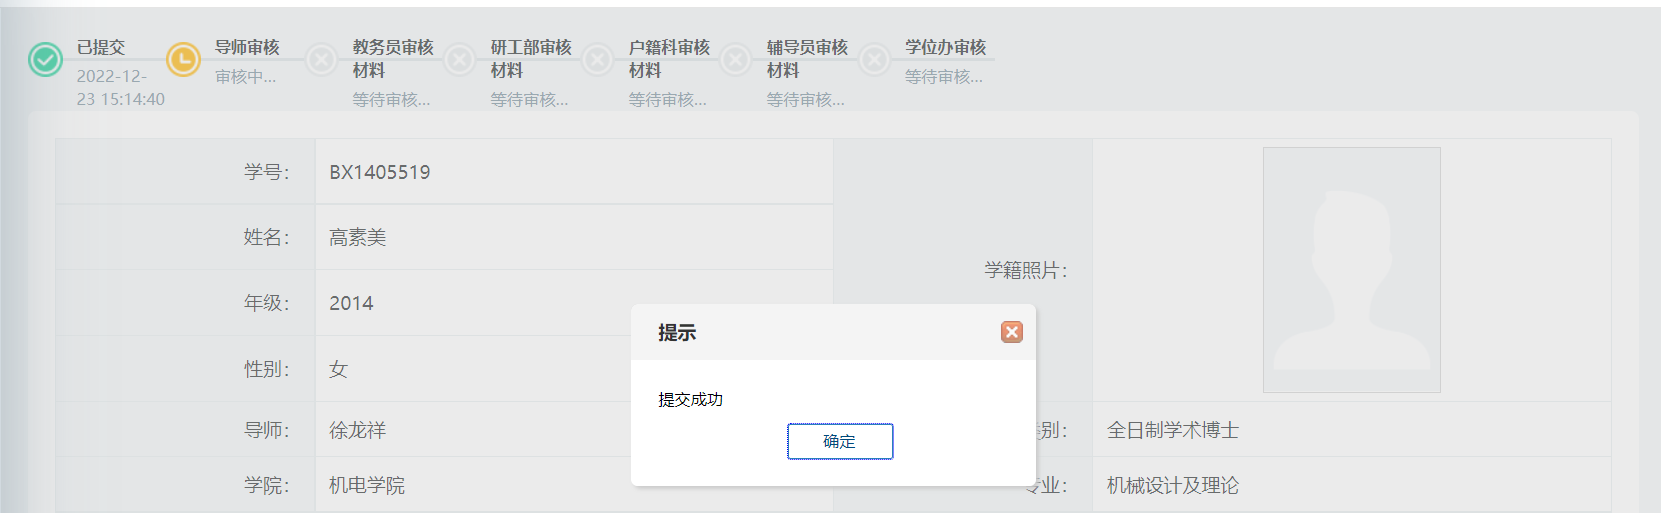 已提交
2022-12-
23 15:14:40
导师审核
审核中...
教务员审核
材料
等待审核...
研工部审核
材料
等待审核...
户籍科审核
材料
等待审核...
辅导员审核
材料
等待审核...
学位办审核
等待审核...
学号：
BX1405519
姓名：
高素美
学籍照片：
年级：
2014
性别：
女
提示
提交成功
确定
导师：
徐龙祥
别：
全日制学术博士
学院：
机电学院
专业：
机械设计及理论